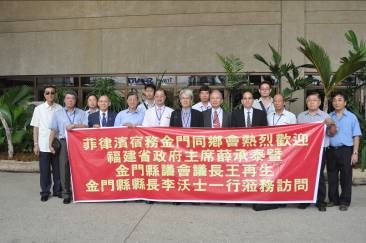 菲律濱宿務金門同鄉會熱烈歡迎
福建省政府主席薛承泰暨
金門縣議會議長王再生
金門縣縣長李沃士一行蒞務訪問